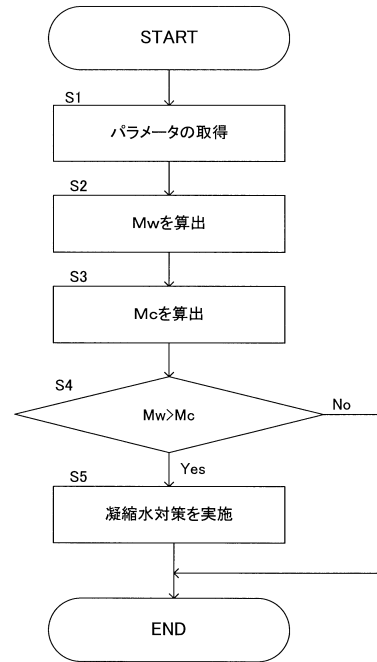 START
S1
パラメータの取得
S2
Mwを算出
S3
Mcを算出
S4
Mw>Mc
No
Yes
S5
凝縮水対策を実施
END